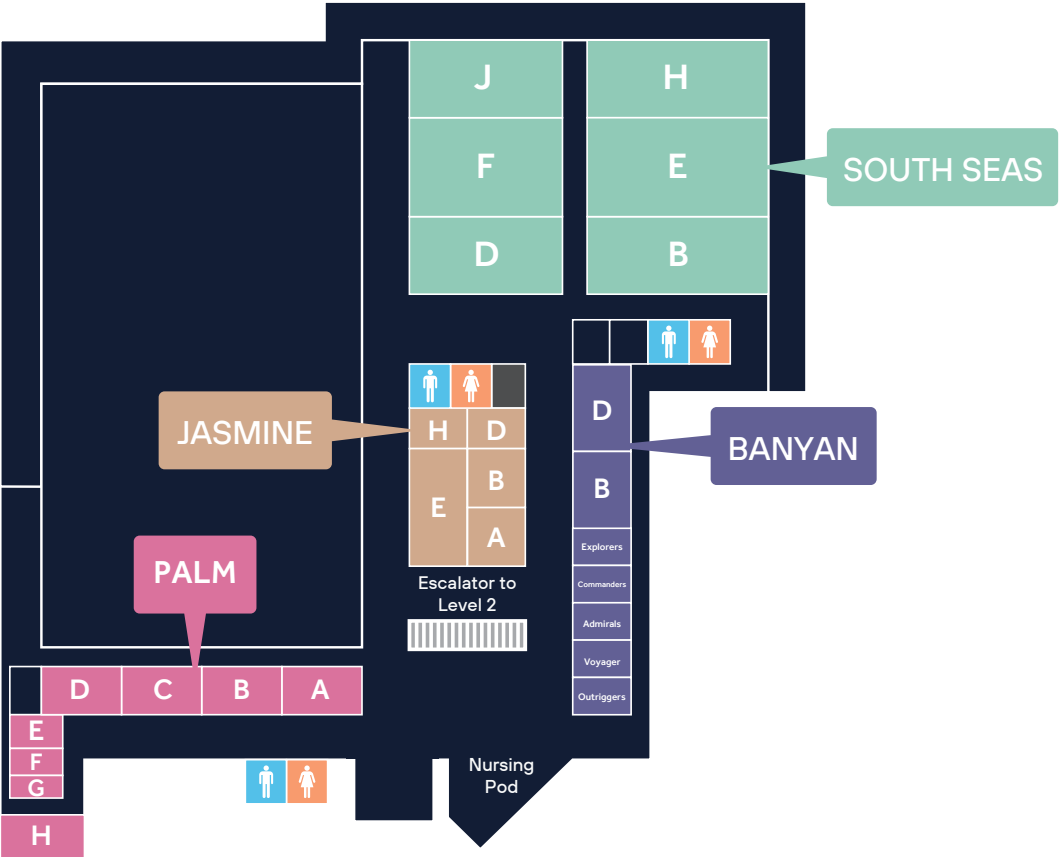 J
H
F
E
SOUTH SEAS
D
B
JASMINE
H
D
B
E
A
D
BANYAN
B
Explorers
Commanders
Admirals
Voyager
Outriggers
Escalator to
Level 2
PALM
D
C
B
A
E
F
G
H
Nursing
Pod